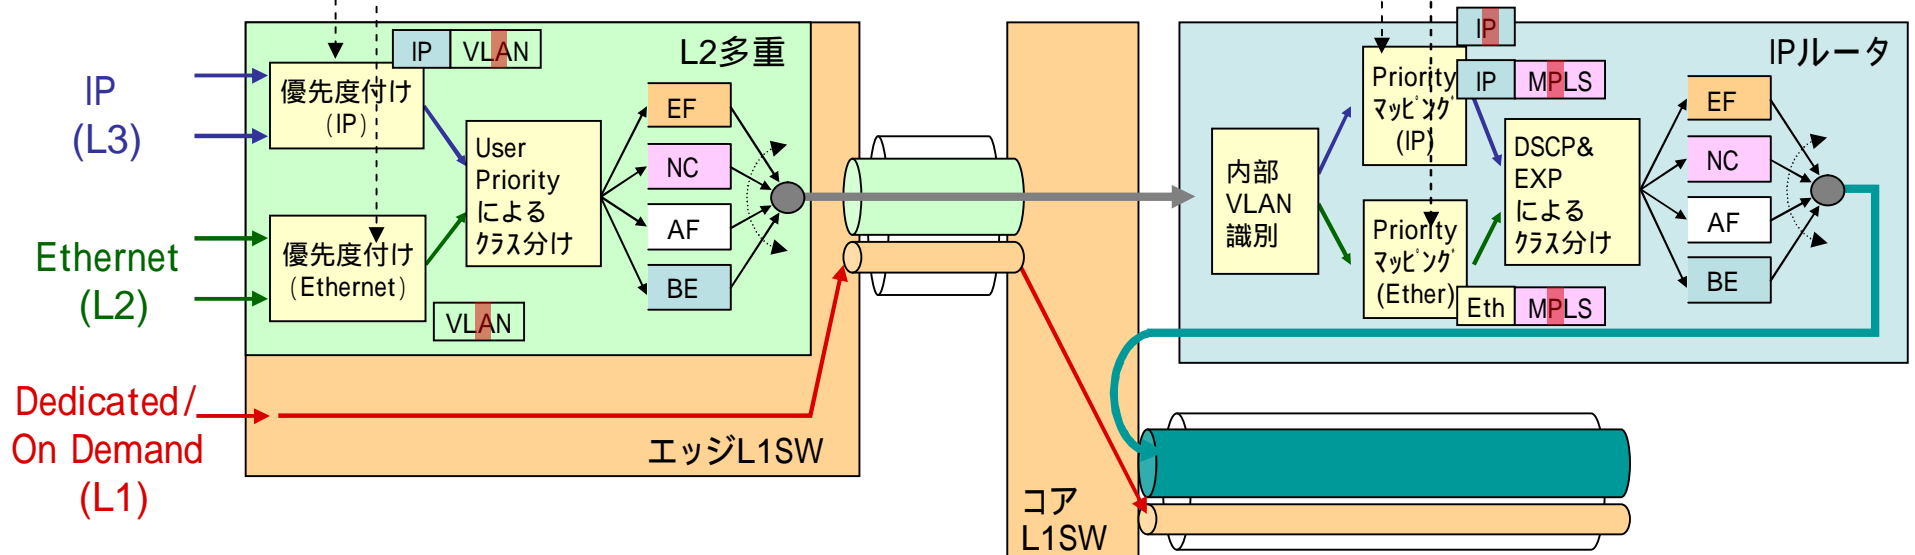 IP
(L3)
Ethernet
(L2)
Dedicated/
On Demand
(L1)
IP VLAN
L2多重
優先度付け
(IP)
User
Priority
による
クラス分け
EF
NC
AF
BE
優先度付け
(Ethernet)
VLAN
エッジL1SW
コア
L1SW
IP
IPルータ
Priority
マッピング
(IP)
IP MPLS
内部
VLAN
識別
DSCP&
EXP
による
クラス分け
EF
NC
AF
BE
Priority
マッピング
(Ether)
Eth MPLS